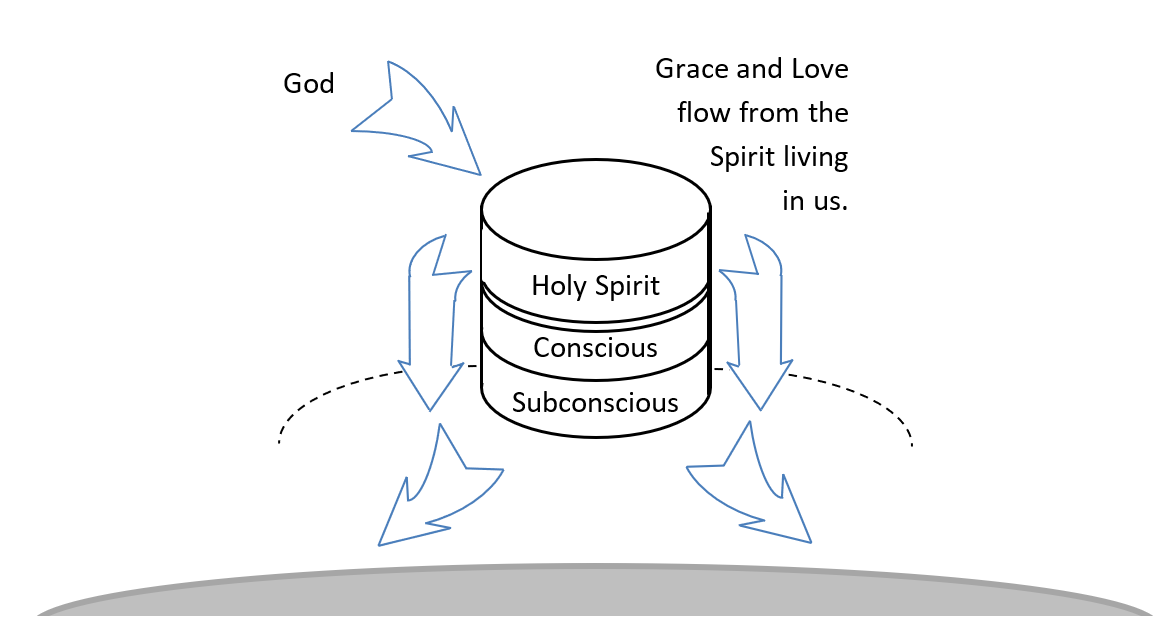 God
Grace and Love
flow from the
Spirit living
in us.
Holy Spirit
Conscious
Subconscious